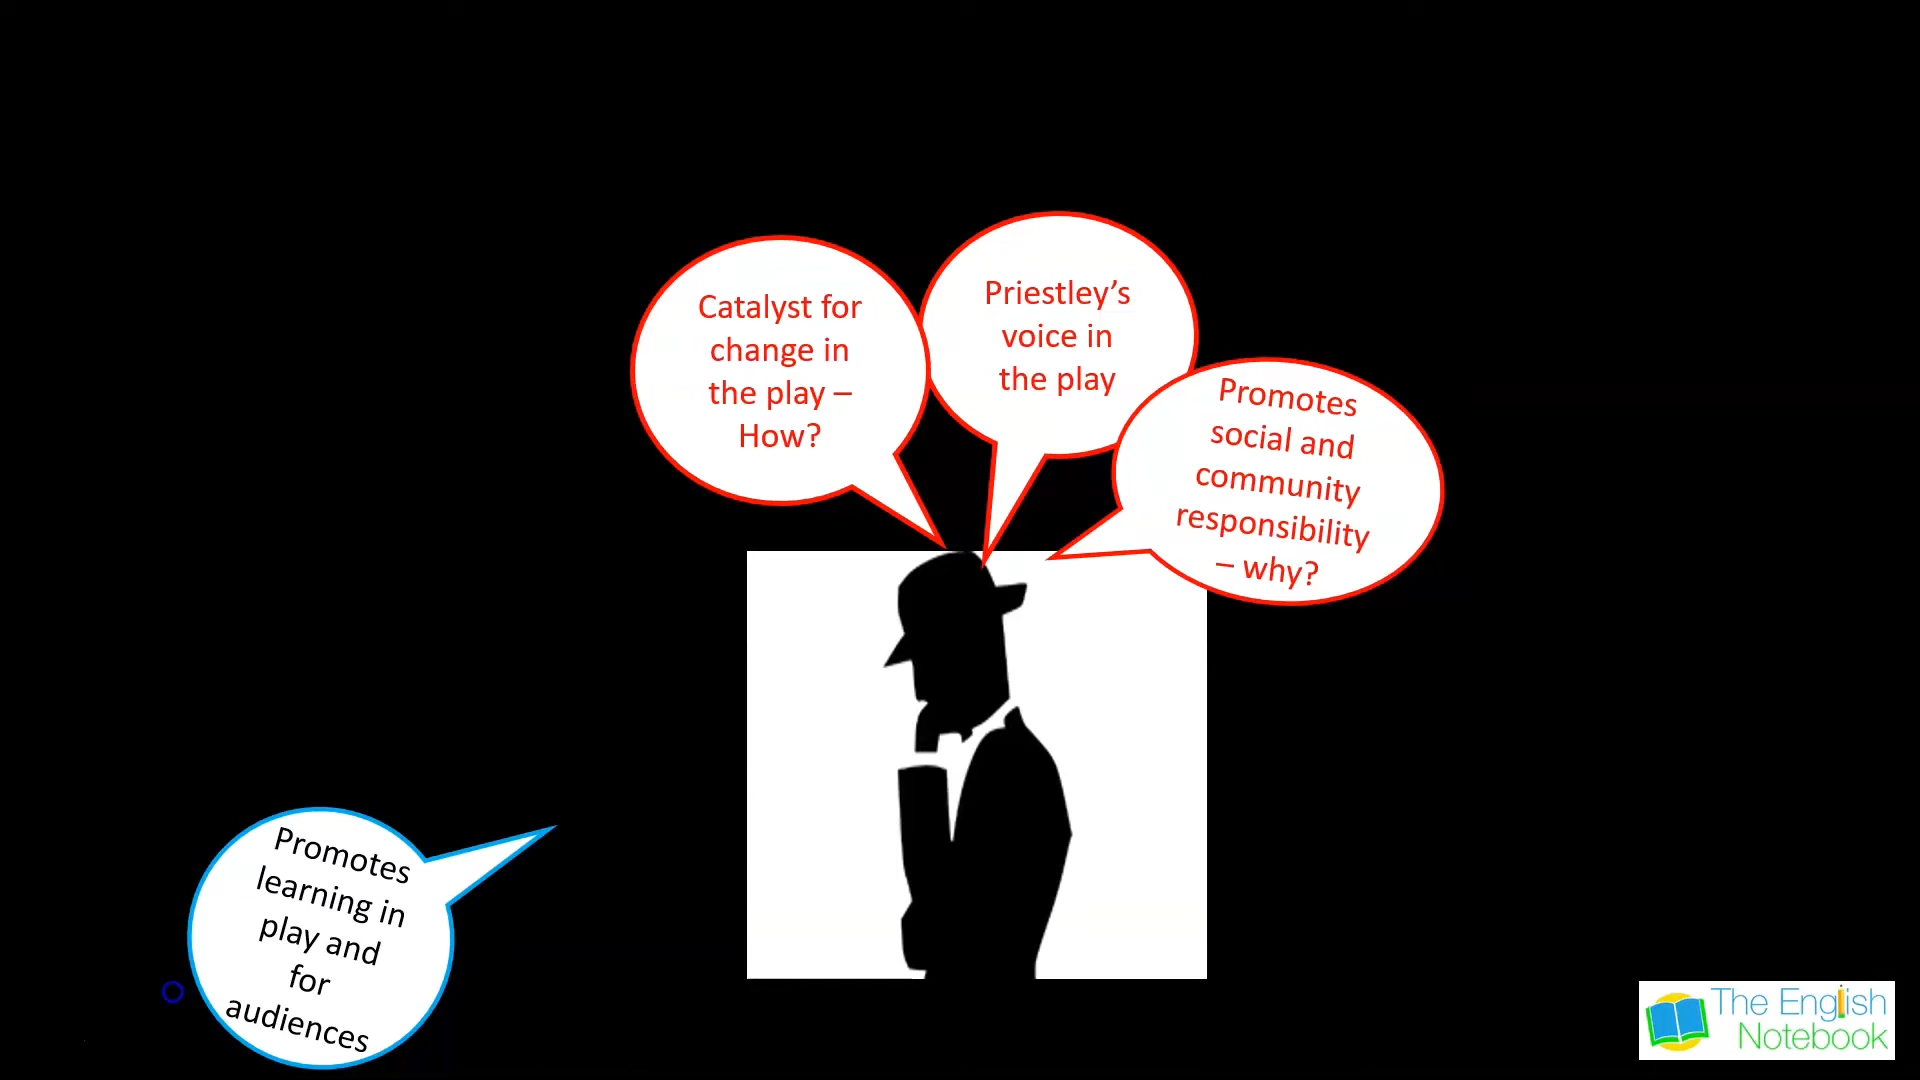 Catalyst for
change in
the play –
How?
Priestley’s
voice in
the play
Promotes
social and
community
responsibility
– why?
Promotes
learning in
play and
for
audiences
The English
Notebook